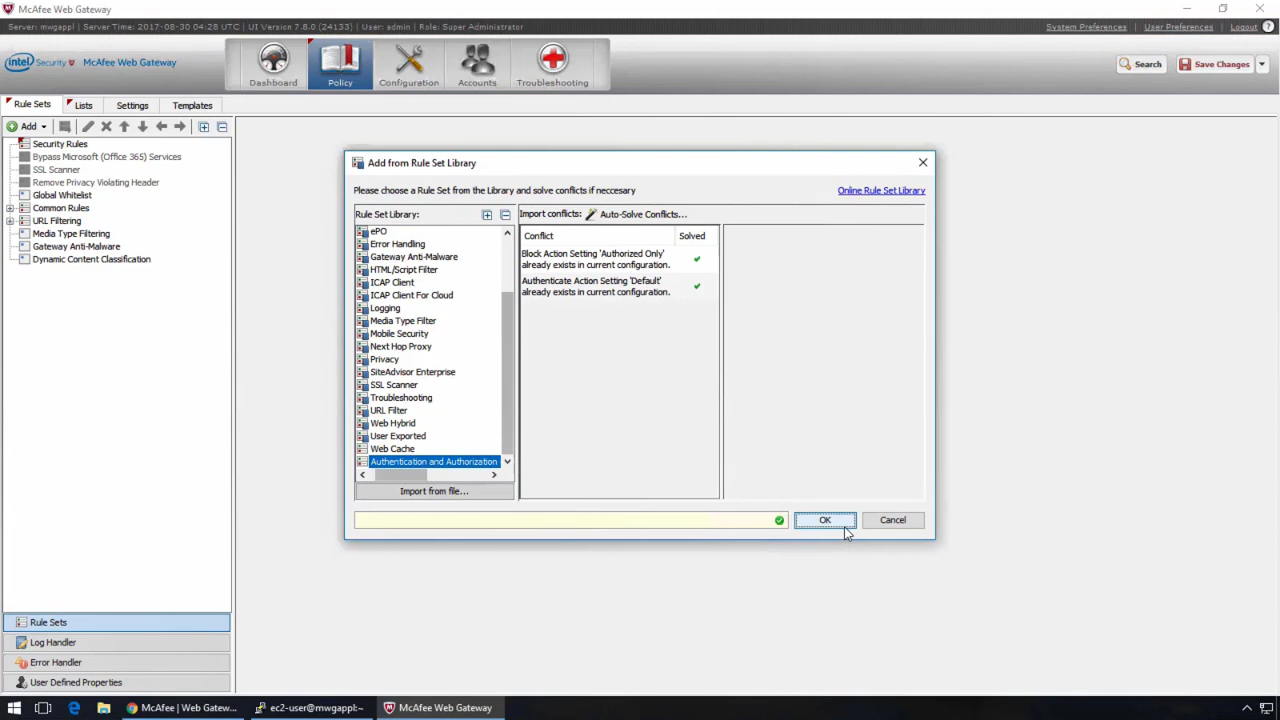 McAfee Web Gateway
Server: mwgappl | Server Time: 2017-08-30 04:28 UTC | UI Version 7.8.0 (24133) | User: admin | Role: Super Administrator
System Preferences
User Preferences
Logout
?
intel Security
McAfee Web Gateway
Dashboard
Policy
Configuration
Accounts
Troubleshooting
Search
Save Changes
Rule Sets
Lists
Settings
Templates
Add
Security Rules
Bypass Microsoft (Office 365) Services
SSL Scanner
Remove Privacy Violating Header
Global Whitelist
Common Rules
URL Filtering
Media Type Filtering
Gateway Anti-Malware
Dynamic Content Classification
Add from Rule Set Library
Please choose a Rule Set from the Library and solve conflicts if neccesary
Online Rule Set Library
Rule Set Library:
ePO
Error Handling
Gateway Anti-Malware
HTML/Script Filter
ICAP Client
ICAP Client For Cloud
Logging
Media Type Filter
Mobile Security
Next Hop Proxy
Privacy
SiteAdvisor Enterprise
SSL Scanner
Troubleshooting
URL Filter
Web Hybrid
User Exported
Web Cache
Authentication and Authorization
Import from file...
Import conflicts:
Auto-Solve Conflicts...
Conflict
Solved
Block Action Setting 'Authorized Only'
already exists in current configuration.
Authenticate Action Setting 'Default'
already exists in current configuration.
OK
Cancel
Rule Sets
Log Handler
Error Handler
User Defined Properties
McAfee | Web Gatew...
ec2-user@mwgappl:~
McAfee Web Gateway